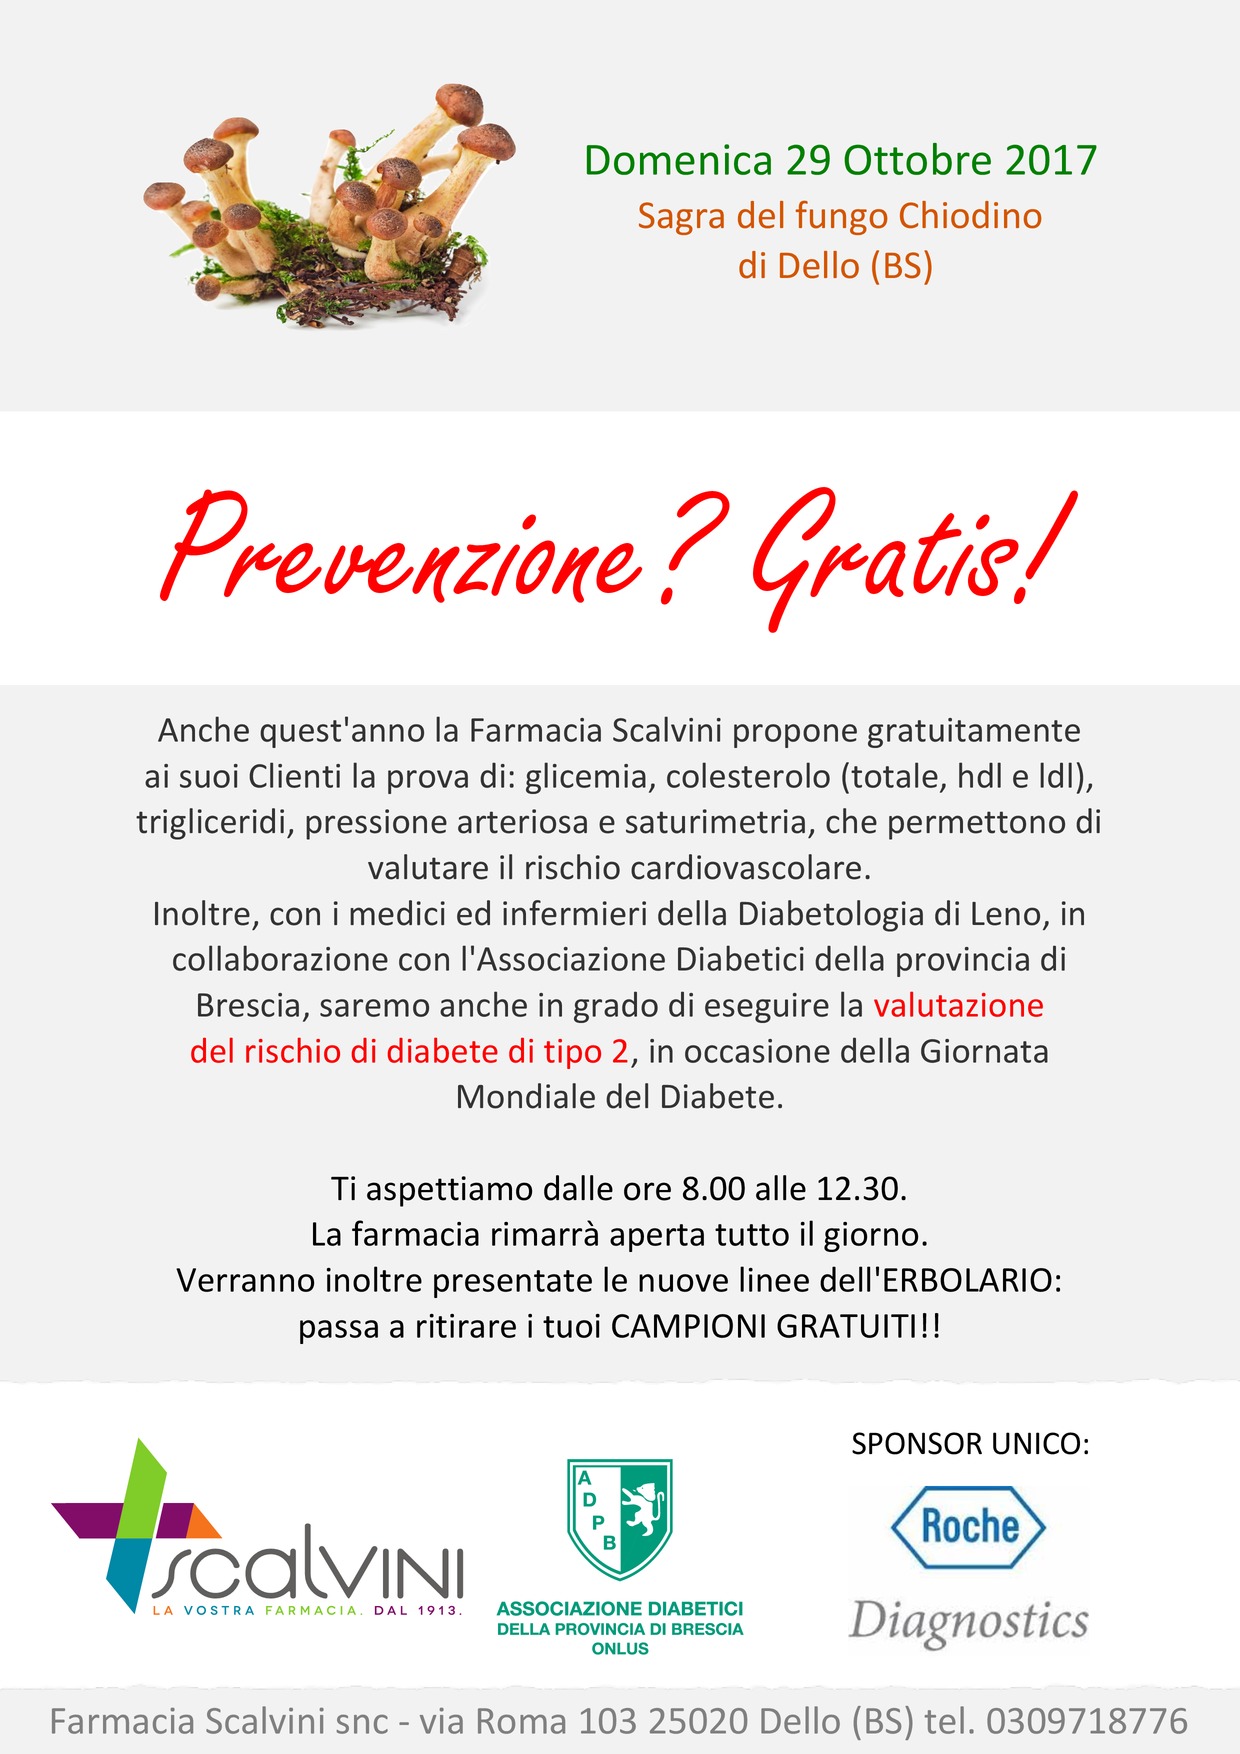 Domenica 29 Ottobre 2017
Sagra del fungo Chiodino
di Dello (BS)
Prevenzione? Gratis!
Anche quest'anno la Farmacia Scalvini propone gratuitamente
ai suoi Clienti la prova di: glicemia, colesterolo (totale, hdl e ldl),
trigliceridi, pressione arteriosa e saturimetria, che permettono di
valutare il rischio cardiovascolare.
Inoltre, con i medici ed infermieri della Diabetologia di Leno, in
collaborazione con l'Associazione Diabetici della provincia di
Brescia, saremo anche in grado di eseguire la valutazione
del rischio di diabete di tipo 2, in occasione della Giornata
Mondiale del Diabete.
Ti aspettiamo dalle ore 8.00 alle 12.30.
La farmacia rimarrà aperta tutto il giorno.
Verranno inoltre presentate le nuove linee dell'ERBOLARIO:
passa a ritirare i tuoi CAMPIONI GRATUITI!!
scalvini
LA VOSTRA FARMACIA. DAL 1913.
A
D
P
B
ASSOCIAZIONE DIABETICI
DELLA PROVINCIA DI BRESCIA
ONLUS
SPONSOR UNICO:
Roche
Diagnostics
Farmacia Scalvini snc - via Roma 103 25020 Dello (BS) tel. 0309718776